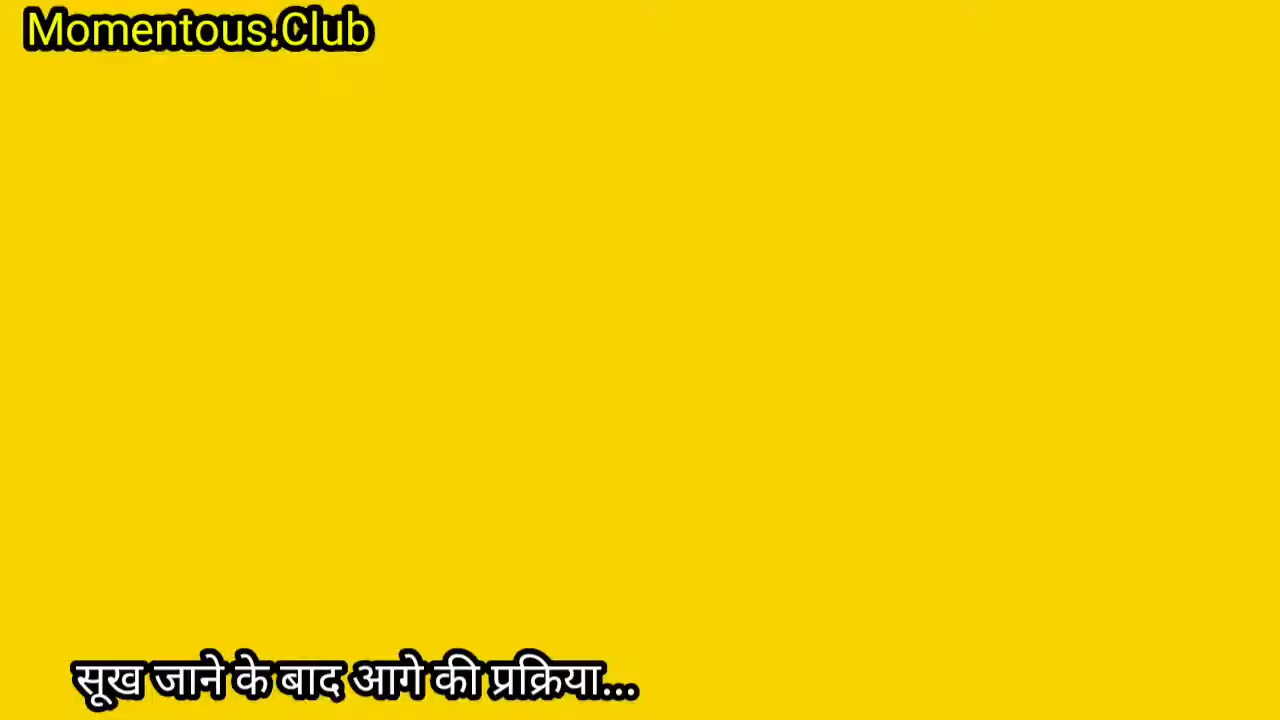 Momentous.Club
सूख जाने के बाद आगे की प्रक्रिया...